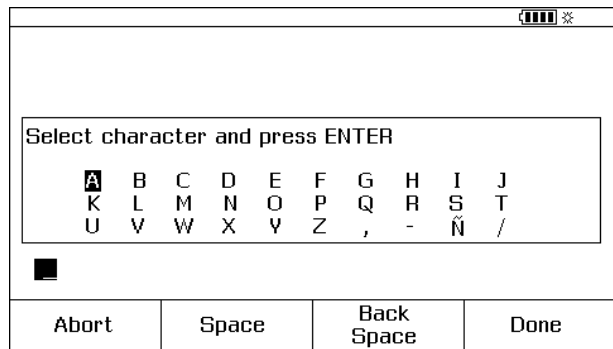 Select character and press ENTER
A B C D E F G H I J
K L M N O P Q R S T
U V W X Y Z , - Ñ /
_
Abort Space Back Space Done